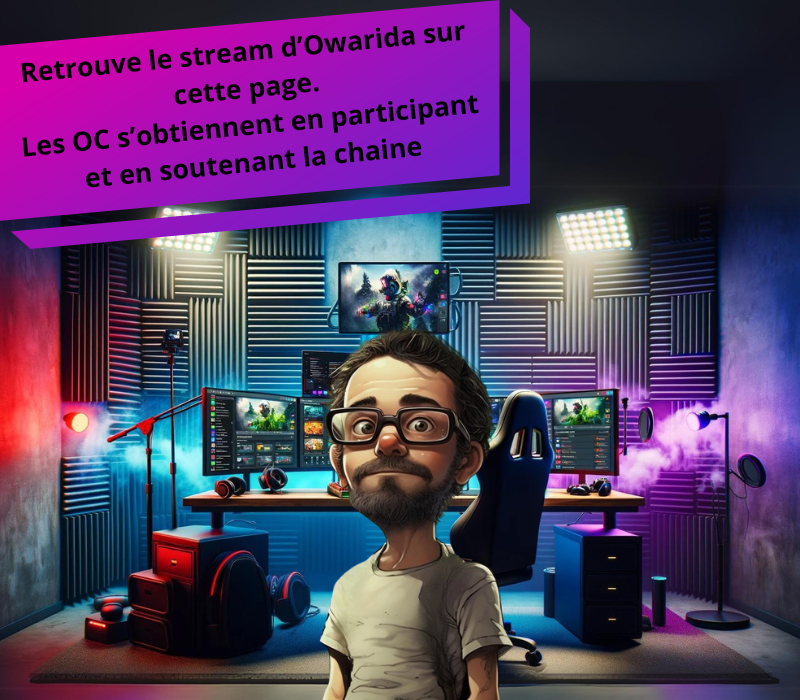 Retrouve le stream d’Owarida sur
cette page.
Les OC s’obtiennent en participant
et en soutenant la chaine